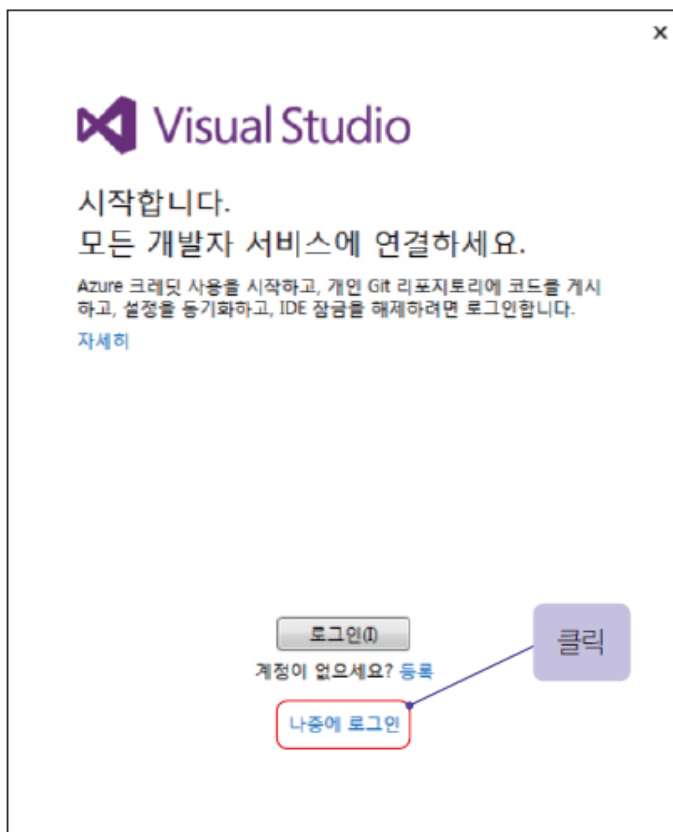 x
Visual Studio
시작합니다.
모든 개발자 서비스에 연결하세요.
Azure 크레딧 사용을 시작하고, 개인 Git 리포지토리에 코드를 게시
하고, 설정을 동기화하고, IDE 잠금을 해제하려면 로그인합니다.
자세히
로그인(I)
클릭
계정이 없으세요? 등록
나중에 로그인